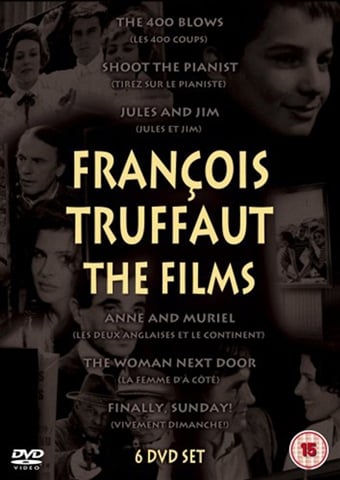 THE 400 BLOWS
(LES 400 COUPS)
SHOOT THE PIANIST
(TIREZ SUR LE PIANISTE)
JULES AND JIM
(JULES ET JIM)
FRANÇOIS
TRUFFAUT
THE FILMS
ANNE AND MURIEL
(LES DEUX ANGLAISES ET LE CONTINENT)
THE WOMAN NEXT DOOR
(LA FEMME D'À CÔTÉ)
FINALLY, SUNDAY!
(VIVEMENT DIMANCHE!)
DVD
VIDEO
6 DVD SET
15